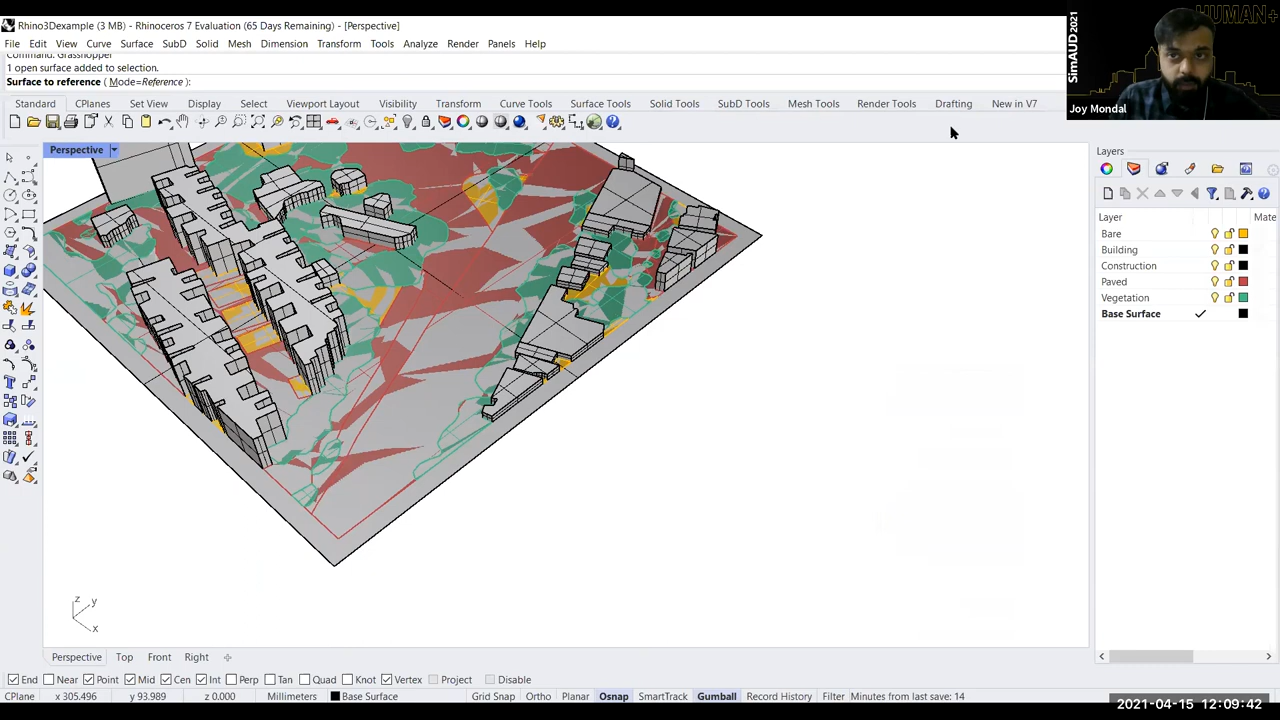 Rhino3Dexample (3 MB) - Rhinoceros 7 Evaluation (65 Days Remaining) - [Perspective]
HUMAN+
SimAUD2021
File Edit View Curve Surface SubD Solid Mesh Dimension Transform Tools Analyze Render Panels Help
Command: Grasshopper
1 open surface added to selection.
Surface to reference ( Mode=Reference ):
Standard CPlanes Set View Display Select Viewport Layout Visibility Transform Curve Tools Surface Tools Solid Tools SubD Tools Mesh Tools Render Tools Drafting New in V7
Joy Mondal
Perspective
Layers
Layer Mate
Bare
Building
Construction
Paved
Vegetation
Base Surface
z
y
x
Perspective Top Front Right
End Near Point Mid Cen Int Perp Tan Quad Knot Vertex Project Disable
CPlane x 305.496 y 93.989 z 0.000 Millimeters Base Surface Grid Snap Ortho Planar Osnap SmartTrack Gumball Record History Filter Minutes from last save: 14
2021-04-15 12:09:42